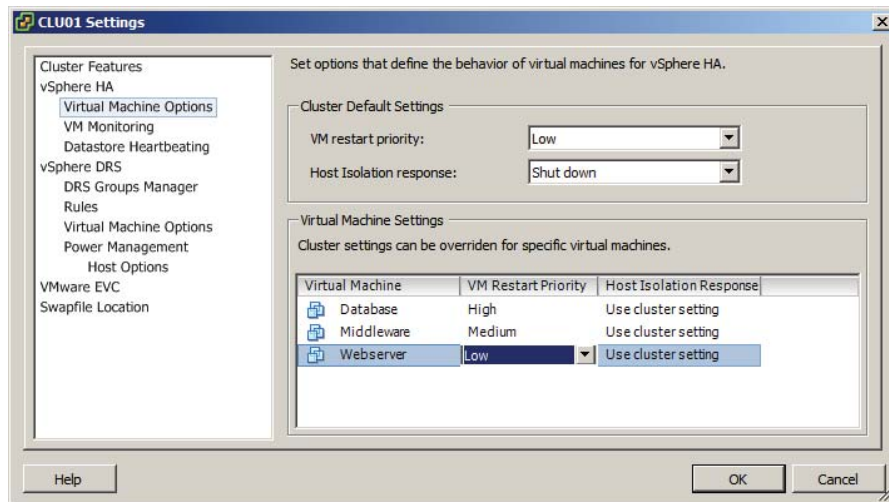 CLU01 Settings
Cluster Features
vSphere HA
Virtual Machine Options
VM Monitoring
Datastore Heartbeating
vSphere DRS
DRS Groups Manager
Rules
Virtual Machine Options
Power Management
Host Options
VMware EVC
Swapfile Location
Set options that define the behavior of virtual machines for vSphere HA.
Cluster Default Settings
VM restart priority: Low
Host Isolation response: Shut down
Virtual Machine Settings
Cluster settings can be overriden for specific virtual machines.
Virtual Machine VM Restart Priority Host Isolation Response
Database High Use cluster setting
Middleware Medium Use cluster setting
Webserver Low Use cluster setting
Help OK Cancel